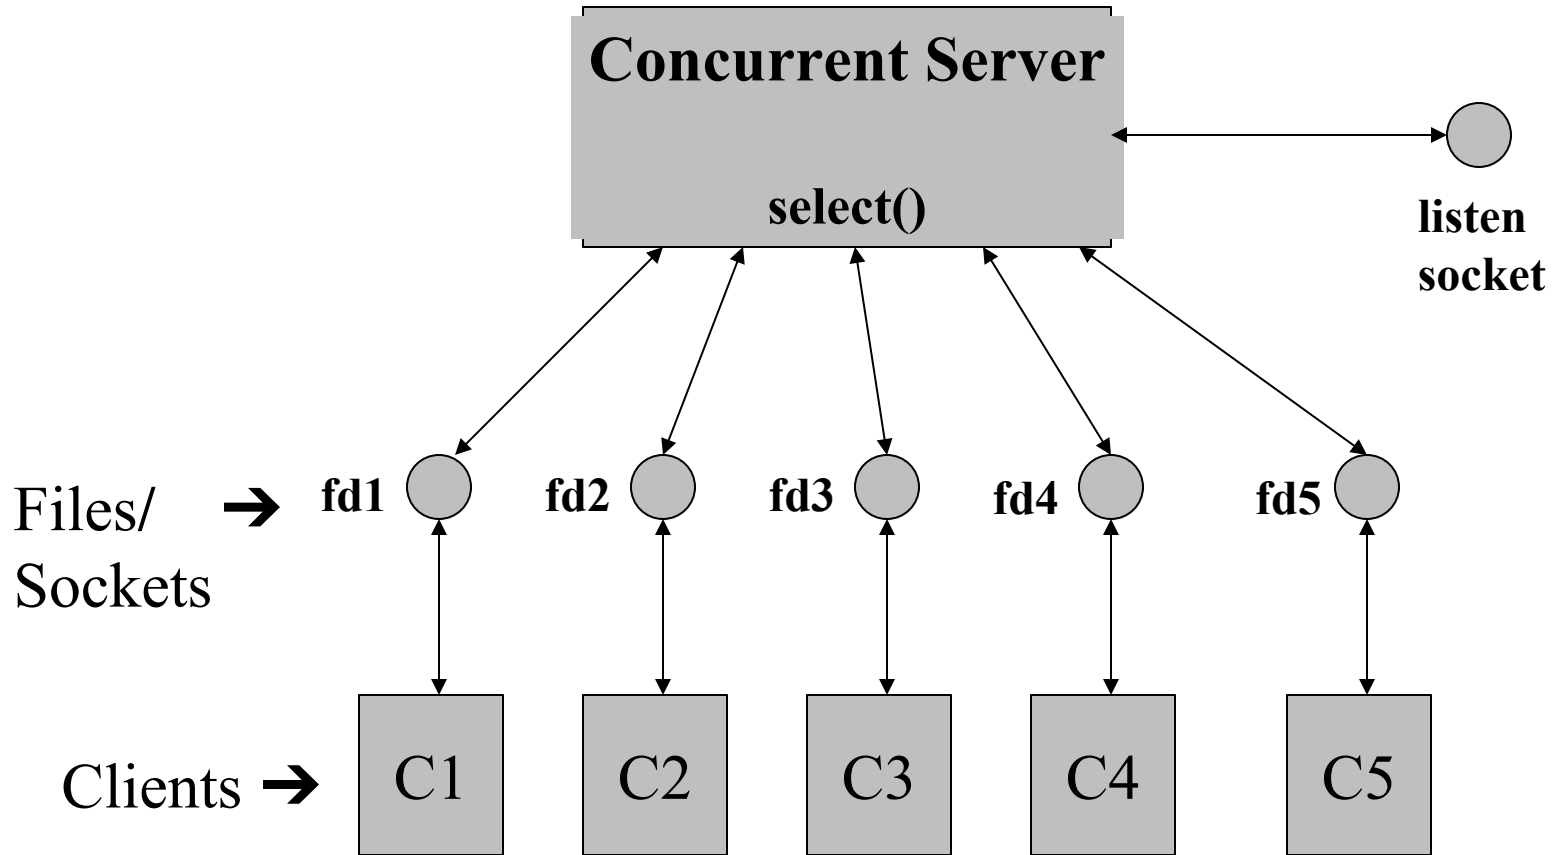 Concurrent Server
select()
listen
socket
Files/ ➔
Sockets
fd1 fd2 fd3 fd4 fd5
Clients ➔
C1 C2 C3 C4 C5